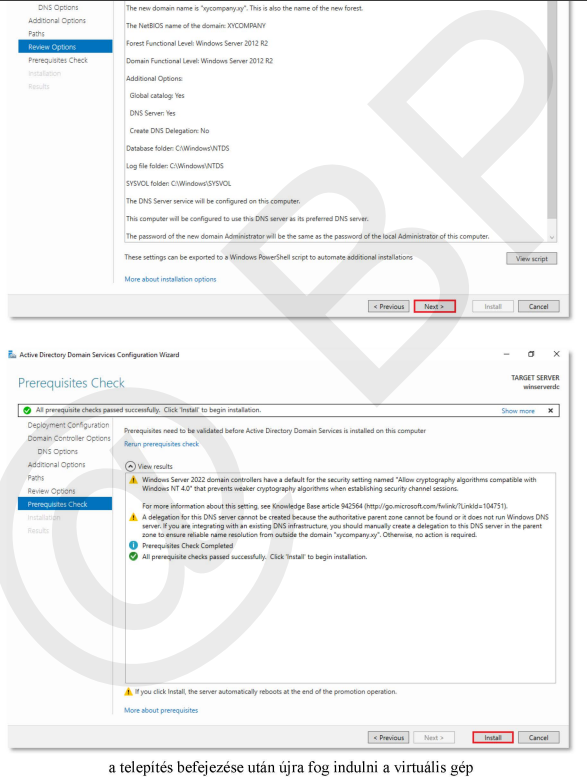 DNS Options
Additional Options
Paths
Review Options
Prerequisites Check
Installation
Results
The new domain name is "xycompany.xy". This is also the name of the new forest.
The NetBIOS name of the domain: XYCOMPANY
Forest Functional Level: Windows Server 2012 R2
Domain Functional Level: Windows Server 2012 R2
Additional Options:
Global catalog: Yes
DNS Server: Yes
Create DNS Delegation: No
Database folder: C:\Windows\NTDS
Log file folder: C:\Windows\NTDS
SYSVOL folder: C:\Windows\SYSVOL
The DNS Server service will be configured on this computer.
This computer will be configured to use this DNS server as its preferred DNS server.
The password of the new domain Administrator will be the same as the password of the local Administrator of this computer.
These settings can be exported to a Windows PowerShell script to automate additional installations
View script
More about installation options
< Previous
Next >
Install
Cancel
Active Directory Domain Services Configuration Wizard
Prerequisites Check
TARGET SERVER
winserverdc
All prerequisite checks passed successfully. Click 'Install' to begin installation.
Show more
Deployment Configuration
Domain Controller Options
DNS Options
Additional Options
Paths
Review Options
Prerequisites Check
Installation
Results
Prerequisites need to be validated before Active Directory Domain Services is installed on this computer
Rerun prerequisites check
View results
Windows Server 2022 domain controllers have a default for the security setting named "Allow cryptography algorithms compatible with
Windows NT 4.0" that prevents weaker cryptography algorithms when establishing security channel sessions.
For more information about this setting, see Knowledge Base article 942564 (http://go.microsoft.com/fwlink/?LinkId=104751).
A delegation for this DNS server cannot be created because the authoritative parent zone cannot be found or it does not run Windows DNS
server. If you are integrating with an existing DNS infrastructure, you should manually create a delegation to this DNS server in the parent
zone to ensure reliable name resolution from outside the domain "xycompany.xy". Otherwise, no action is required.
Prerequisites Check Completed
All prerequisite checks passed successfully. Click 'Install' to begin installation.
If you click Install, the server automatically reboots at the end of the promotion operation.
More about prerequisites
< Previous
Next >
Install
Cancel
a telepítés befejezése után újra fog indulni a virtuális gép
@BP